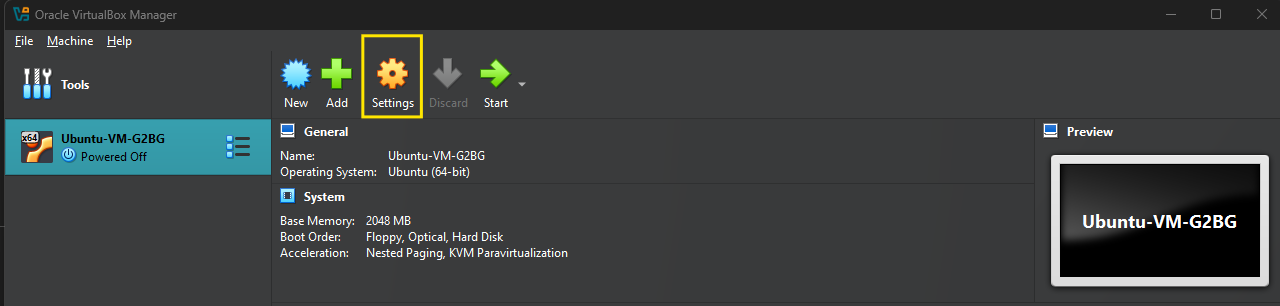 Oracle VirtualBox Manager
File Machine Help
Tools
New Add Settings Discard Start
x64
Ubuntu-VM-G2BG
Powered Off
General
Name: Ubuntu-VM-G2BG
Operating System: Ubuntu (64-bit)
System
Base Memory: 2048 MB
Boot Order: Floppy, Optical, Hard Disk
Acceleration: Nested Paging, KVM Paravirtualization
Preview
Ubuntu-VM-G2BG